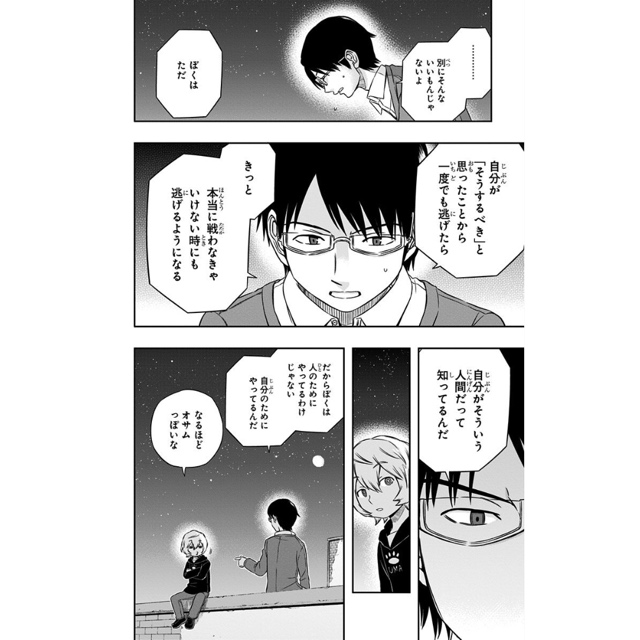 ………
別にそんな
いいもんじゃ
ないよ
ぼくは
ただ
自分が
「そうするべき」と
思ったことから
一度でも逃げたら
きっと
本当に戦わなきゃ
いけない時にも
逃げるようになる
自分がそういう
人間だって
知ってるんだ
だからぼくは
人のために
やってるわけ
じゃない
自分のために
やってるんだ
なるほど
オサム
っぽいな
UMA